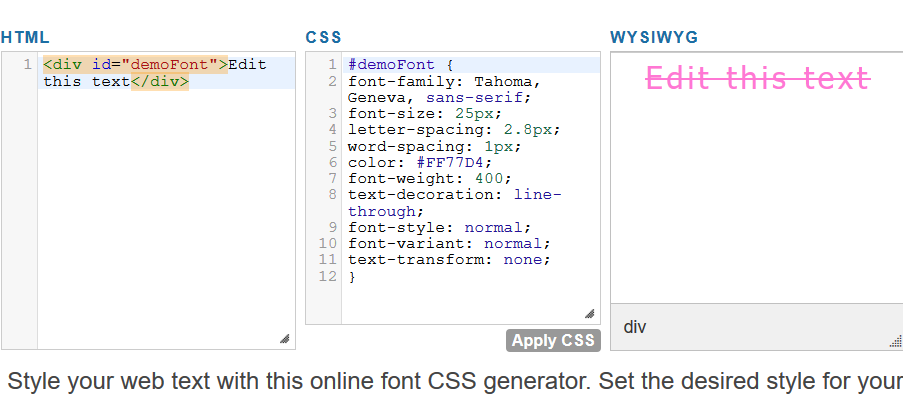 HTML
1 <div id="demoFont">Edit
this text</div>
CSS
1 #demoFont {
2 font-family: Tahoma,
Geneva, sans-serif;
3 font-size: 25px;
4 letter-spacing: 2.8px;
5 word-spacing: 1px;
6 color: #FF77D4;
7 font-weight: 400;
8 text-decoration: line-
through;
9 font-style: normal;
10 font-variant: normal;
11 text-transform: none;
12 }
Apply CSS
WYSIWYG
Edit this text
div
Style your web text with this online font CSS generator. Set the desired style for your